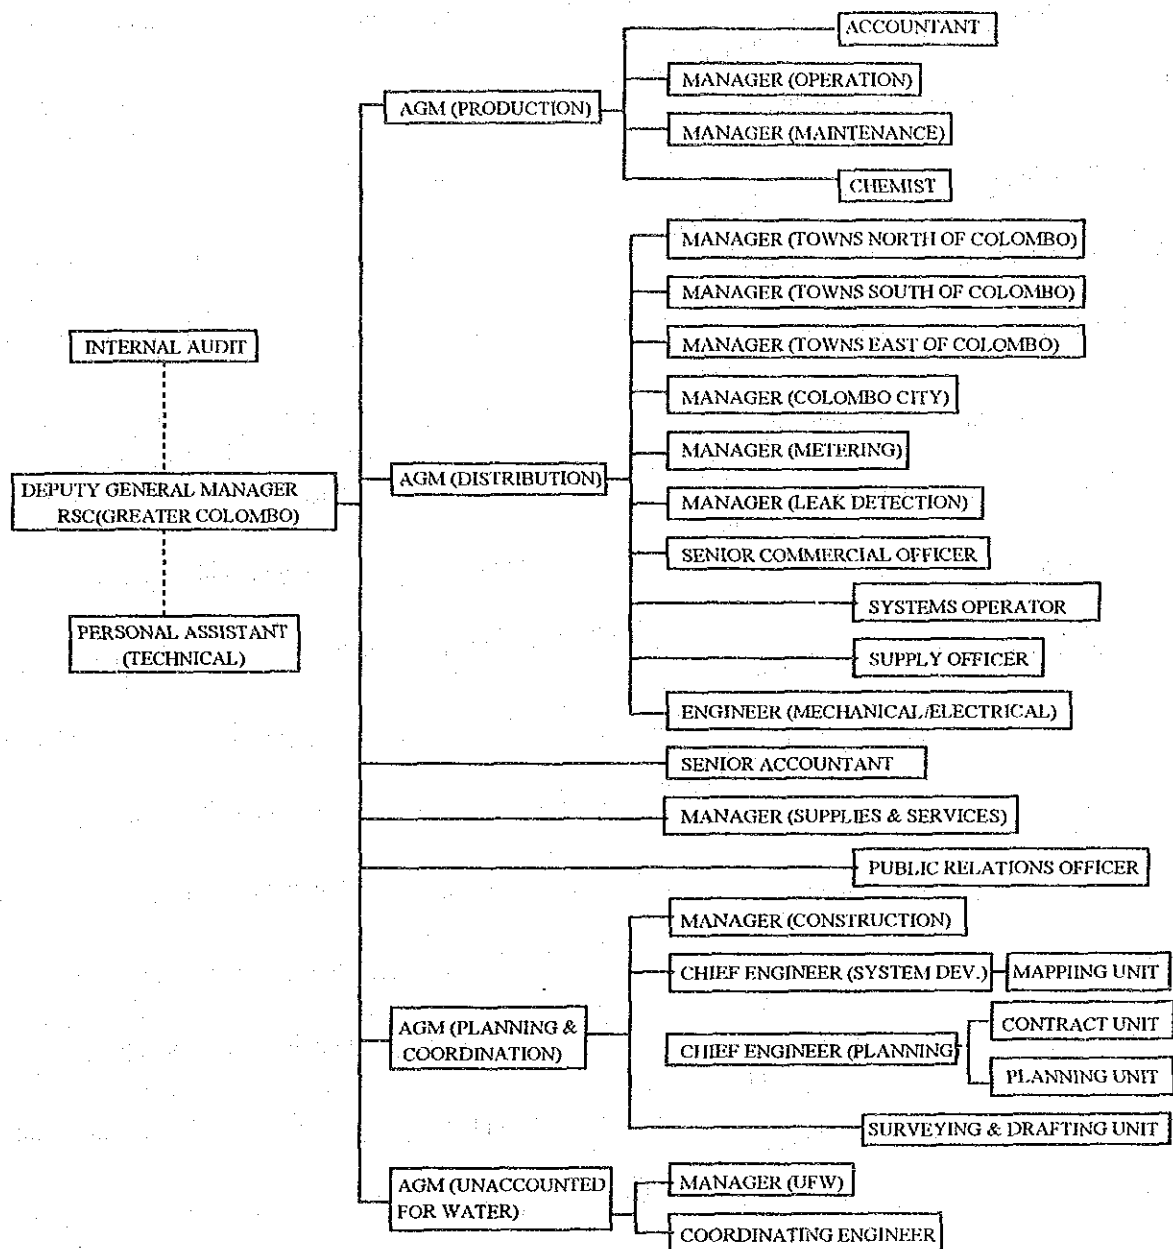 ACCOUNTANT
MANAGER (OPERATION)
AGM (PRODUCTION)
MANAGER (MAINTENANCE)
CHEMIST
MANAGER (TOWNS NORTH OF COLOMBO)
MANAGER (TOWNS SOUTH OF COLOMBO)
INTERNAL AUDIT
MANAGER (TOWNS EAST OF COLOMBO)
MANAGER (COLOMBO CITY)
MANAGER (METERING)
AGM (DISTRIBUTION)
DEPUTY GENERAL MANAGER
RSC(GREATER COLOMBO)
MANAGER (LEAK DETECTION)
SENIOR COMMERCIAL OFFICER
SYSTEMS OPERATOR
PERSONAL ASSISTANT
(TECHNICAL)
SUPPLY OFFICER
ENGINEER (MECHANICAL/ELECTRICAL)
SENIOR ACCOUNTANT
MANAGER (SUPPLIES & SERVICES)
PUBLIC RELATIONS OFFICER
MANAGER (CONSTRUCTION)
CHIEF ENGINEER (SYSTEM DEV.)
MAPPIING UNIT
AGM (PLANNING &
COORDINATION)
CONTRACT UNIT
CHIEF ENGINEER (PLANNING)
PLANNING UNIT
SURVEYING & DRAFTING UNIT
AGM (UNACCOUNTED
FOR WATER)
MANAGER (UFW)
COORDINATING ENGINEER